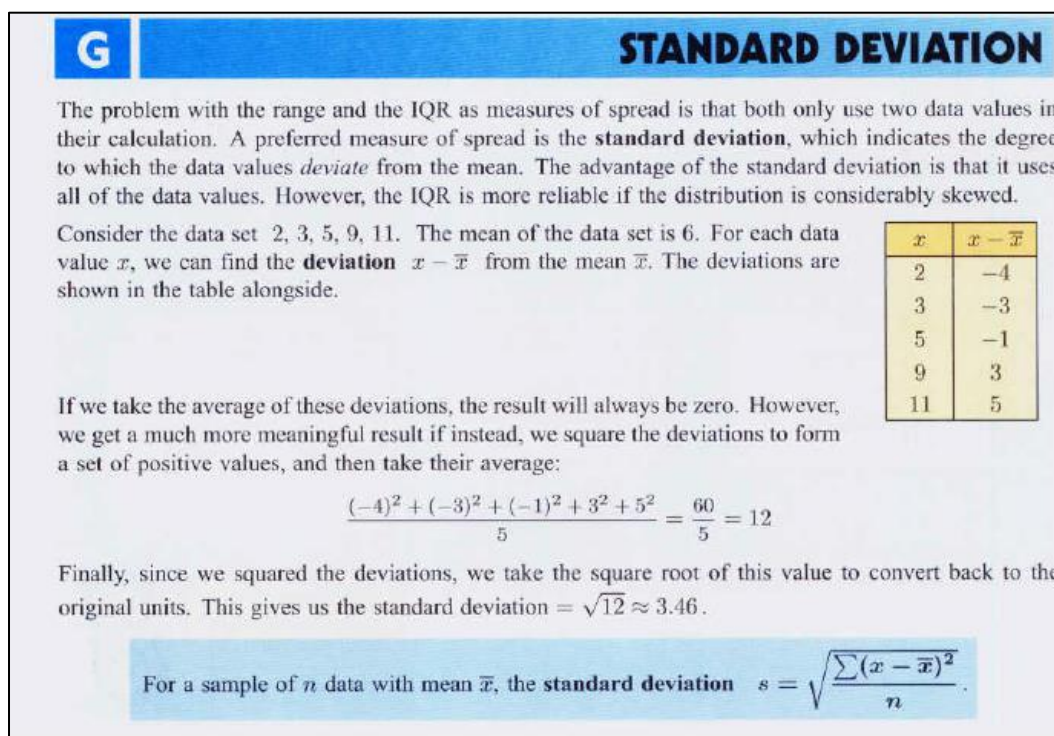 G STANDARD DEVIATION
The problem with the range and the IQR as measures of spread is that both only use two data values in
their calculation. A preferred measure of spread is the standard deviation, which indicates the degree
to which the data values deviate from the mean. The advantage of the standard deviation is that it uses
all of the data values. However, the IQR is more reliable if the distribution is considerably skewed.
Consider the data set 2, 3, 5, 9, 11. The mean of the data set is 6. For each data
value x, we can find the deviation x − x̅ from the mean x̅. The deviations are
shown in the table alongside.
x x − x̅
2 −4
3 −3
5 −1
9 3
11 5
If we take the average of these deviations, the result will always be zero. However,
we get a much more meaningful result if instead, we square the deviations to form
a set of positive values, and then take their average:
((−4)² + (−3)² + (−1)² + 3² + 5²)/5 = 60/5 = 12
Finally, since we squared the deviations, we take the square root of this value to convert back to the
original units. This gives us the standard deviation = √12 ≈ 3.46.
For a sample of n data with mean x̅, the standard deviation s = √(∑(x − x̅)²/n).